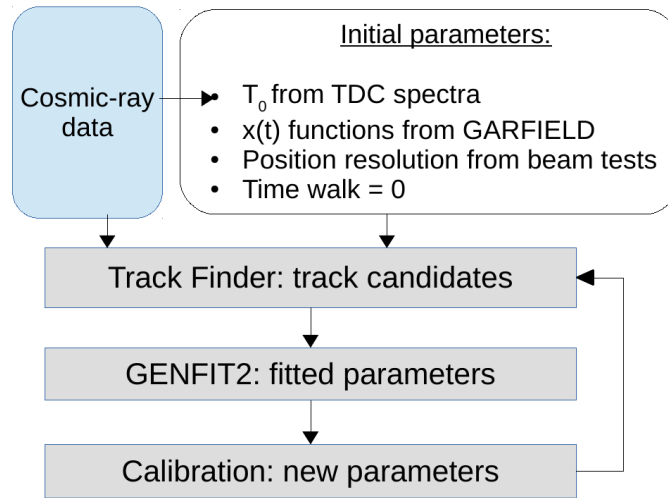 Cosmic-ray
data
Initial parameters:
• T0 from TDC spectra
• x(t) functions from GARFIELD
• Position resolution from beam tests
• Time walk = 0
Track Finder: track candidates
GENFIT2: fitted parameters
Calibration: new parameters